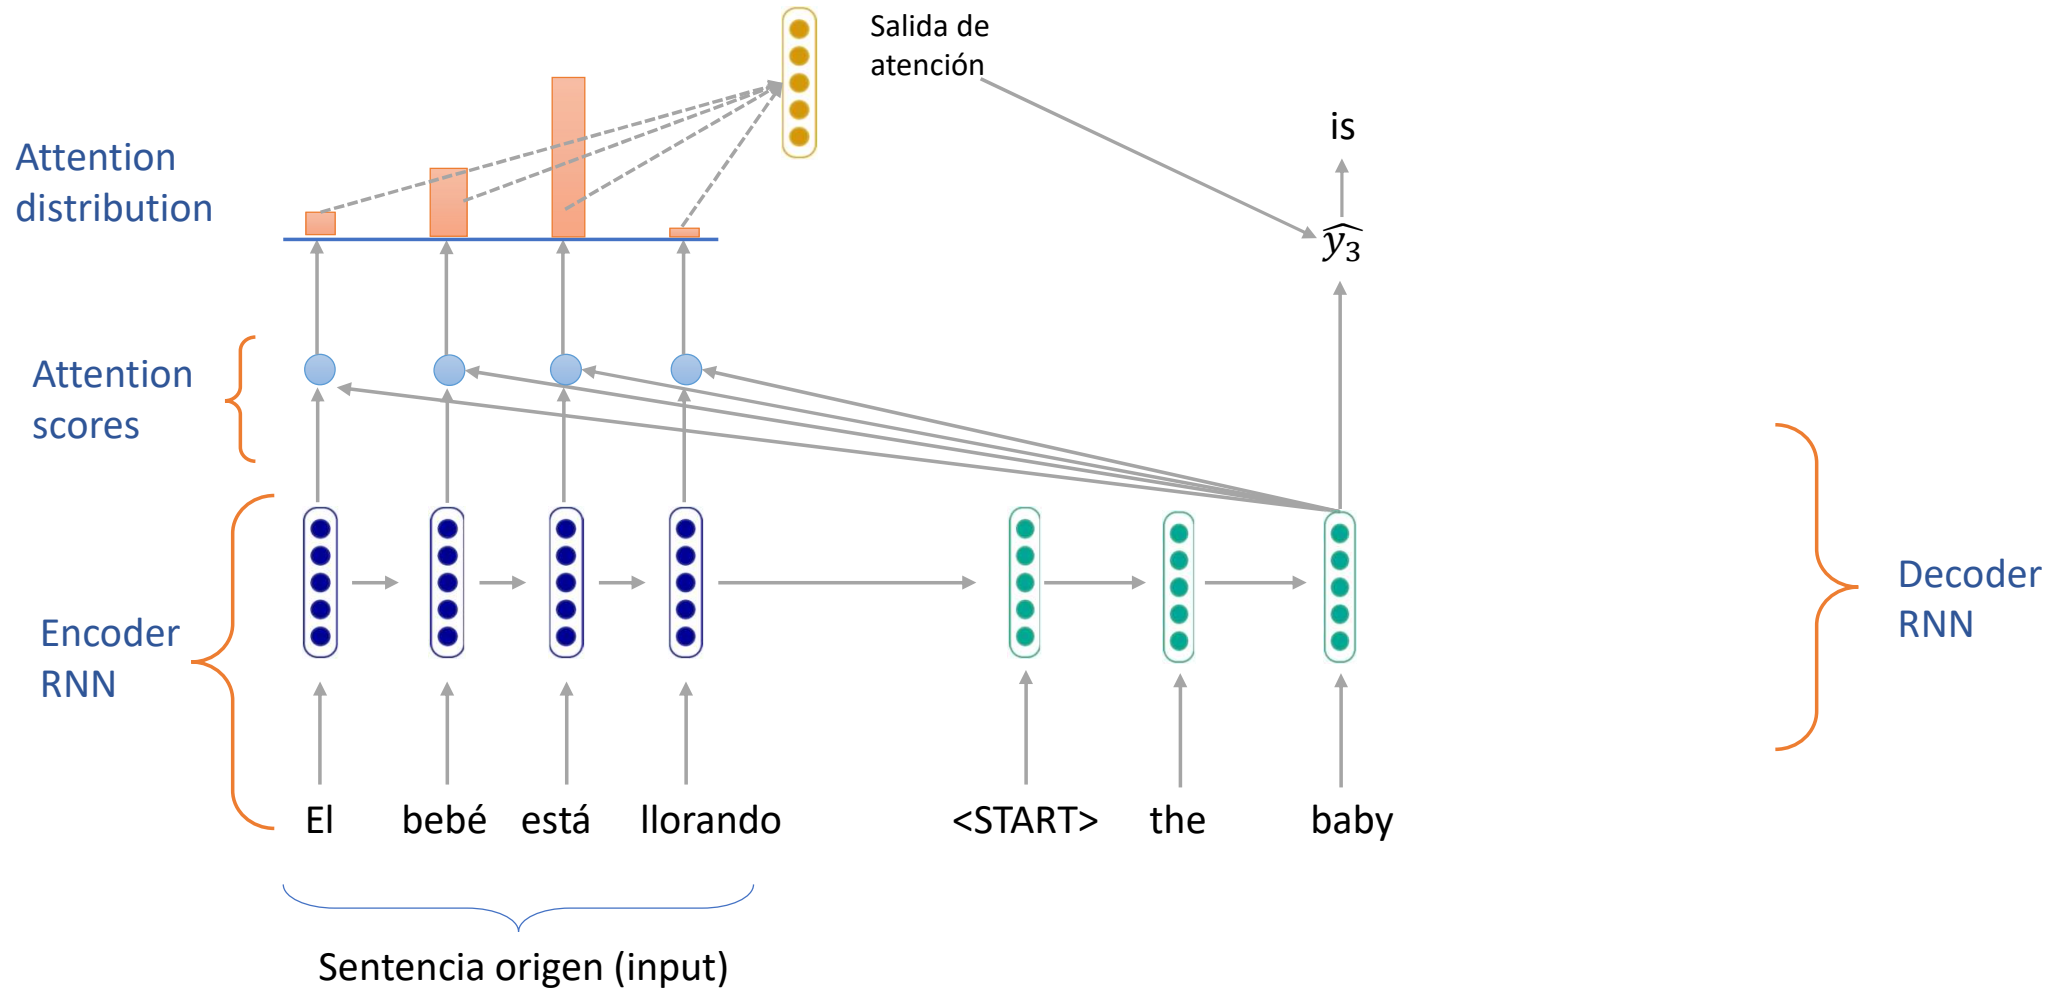 Salida de
atención
is
Attention
distribution
ŷ₃
Attention
scores
Encoder
RNN
Decoder
RNN
El bebé está llorando <START> the baby
Sentencia origen (input)